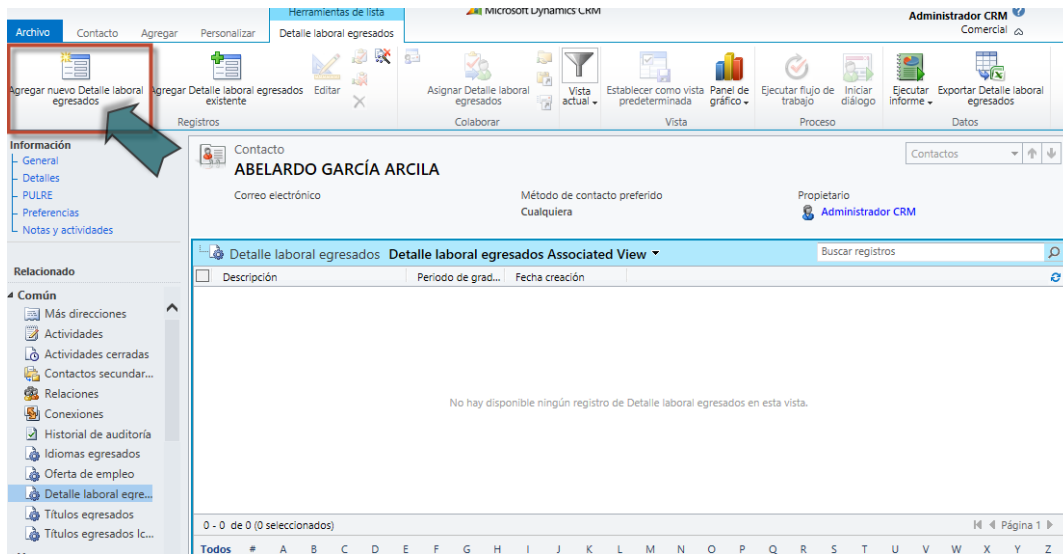 Herramientas de lista
Microsoft Dynamics CRM
Administrador CRM
Comercial
Archivo Contacto Agregar Personalizar Detalle laboral egresados
Agregar nuevo Detalle laboral egresados
Agregar Detalle laboral egresados existente
Editar
Asignar Detalle laboral egresados
Vista actual
Establecer como vista predeterminada
Panel de gráfico
Ejecutar flujo de trabajo
Iniciar diálogo
Ejecutar informe
Exportar Detalle laboral egresados
Registros Colaborar Vista Proceso Datos
Información
General
Detalles
PULRE
Preferencias
Notas y actividades
Relacionado
Común
Más direcciones
Actividades
Actividades cerradas
Contactos secundar...
Relaciones
Conexiones
Historial de auditoría
Idiomas egresados
Oferta de empleo
Detalle laboral egre...
Títulos egresados
Títulos egresados Ic...
Contacto
ABELARDO GARCÍA ARCILA
Contactos
Correo electrónico
Método de contacto preferido
Cualquiera
Propietario
Administrador CRM
Detalle laboral egresados Detalle laboral egresados Associated View
Buscar registros
Descripción Periodo de grad... Fecha creación
No hay disponible ningún registro de Detalle laboral egresados en esta vista.
0 - 0 de 0 (0 seleccionados)
Página 1
Todos # A B C D E F G H I J K L M N O P Q R S T U V W X Y Z